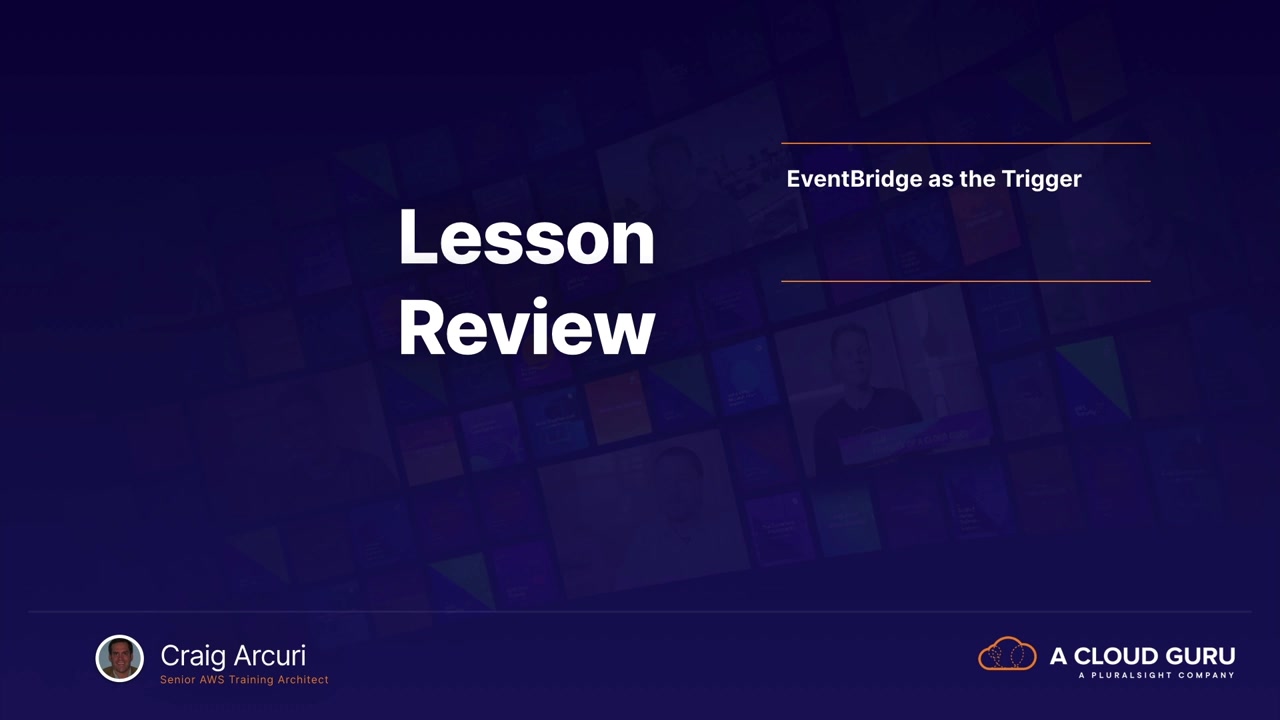 Lesson
Review
EventBridge as the Trigger
Craig Arcuri
Senior AWS Training Architect
A CLOUD GURU
A PLURALSIGHT COMPANY